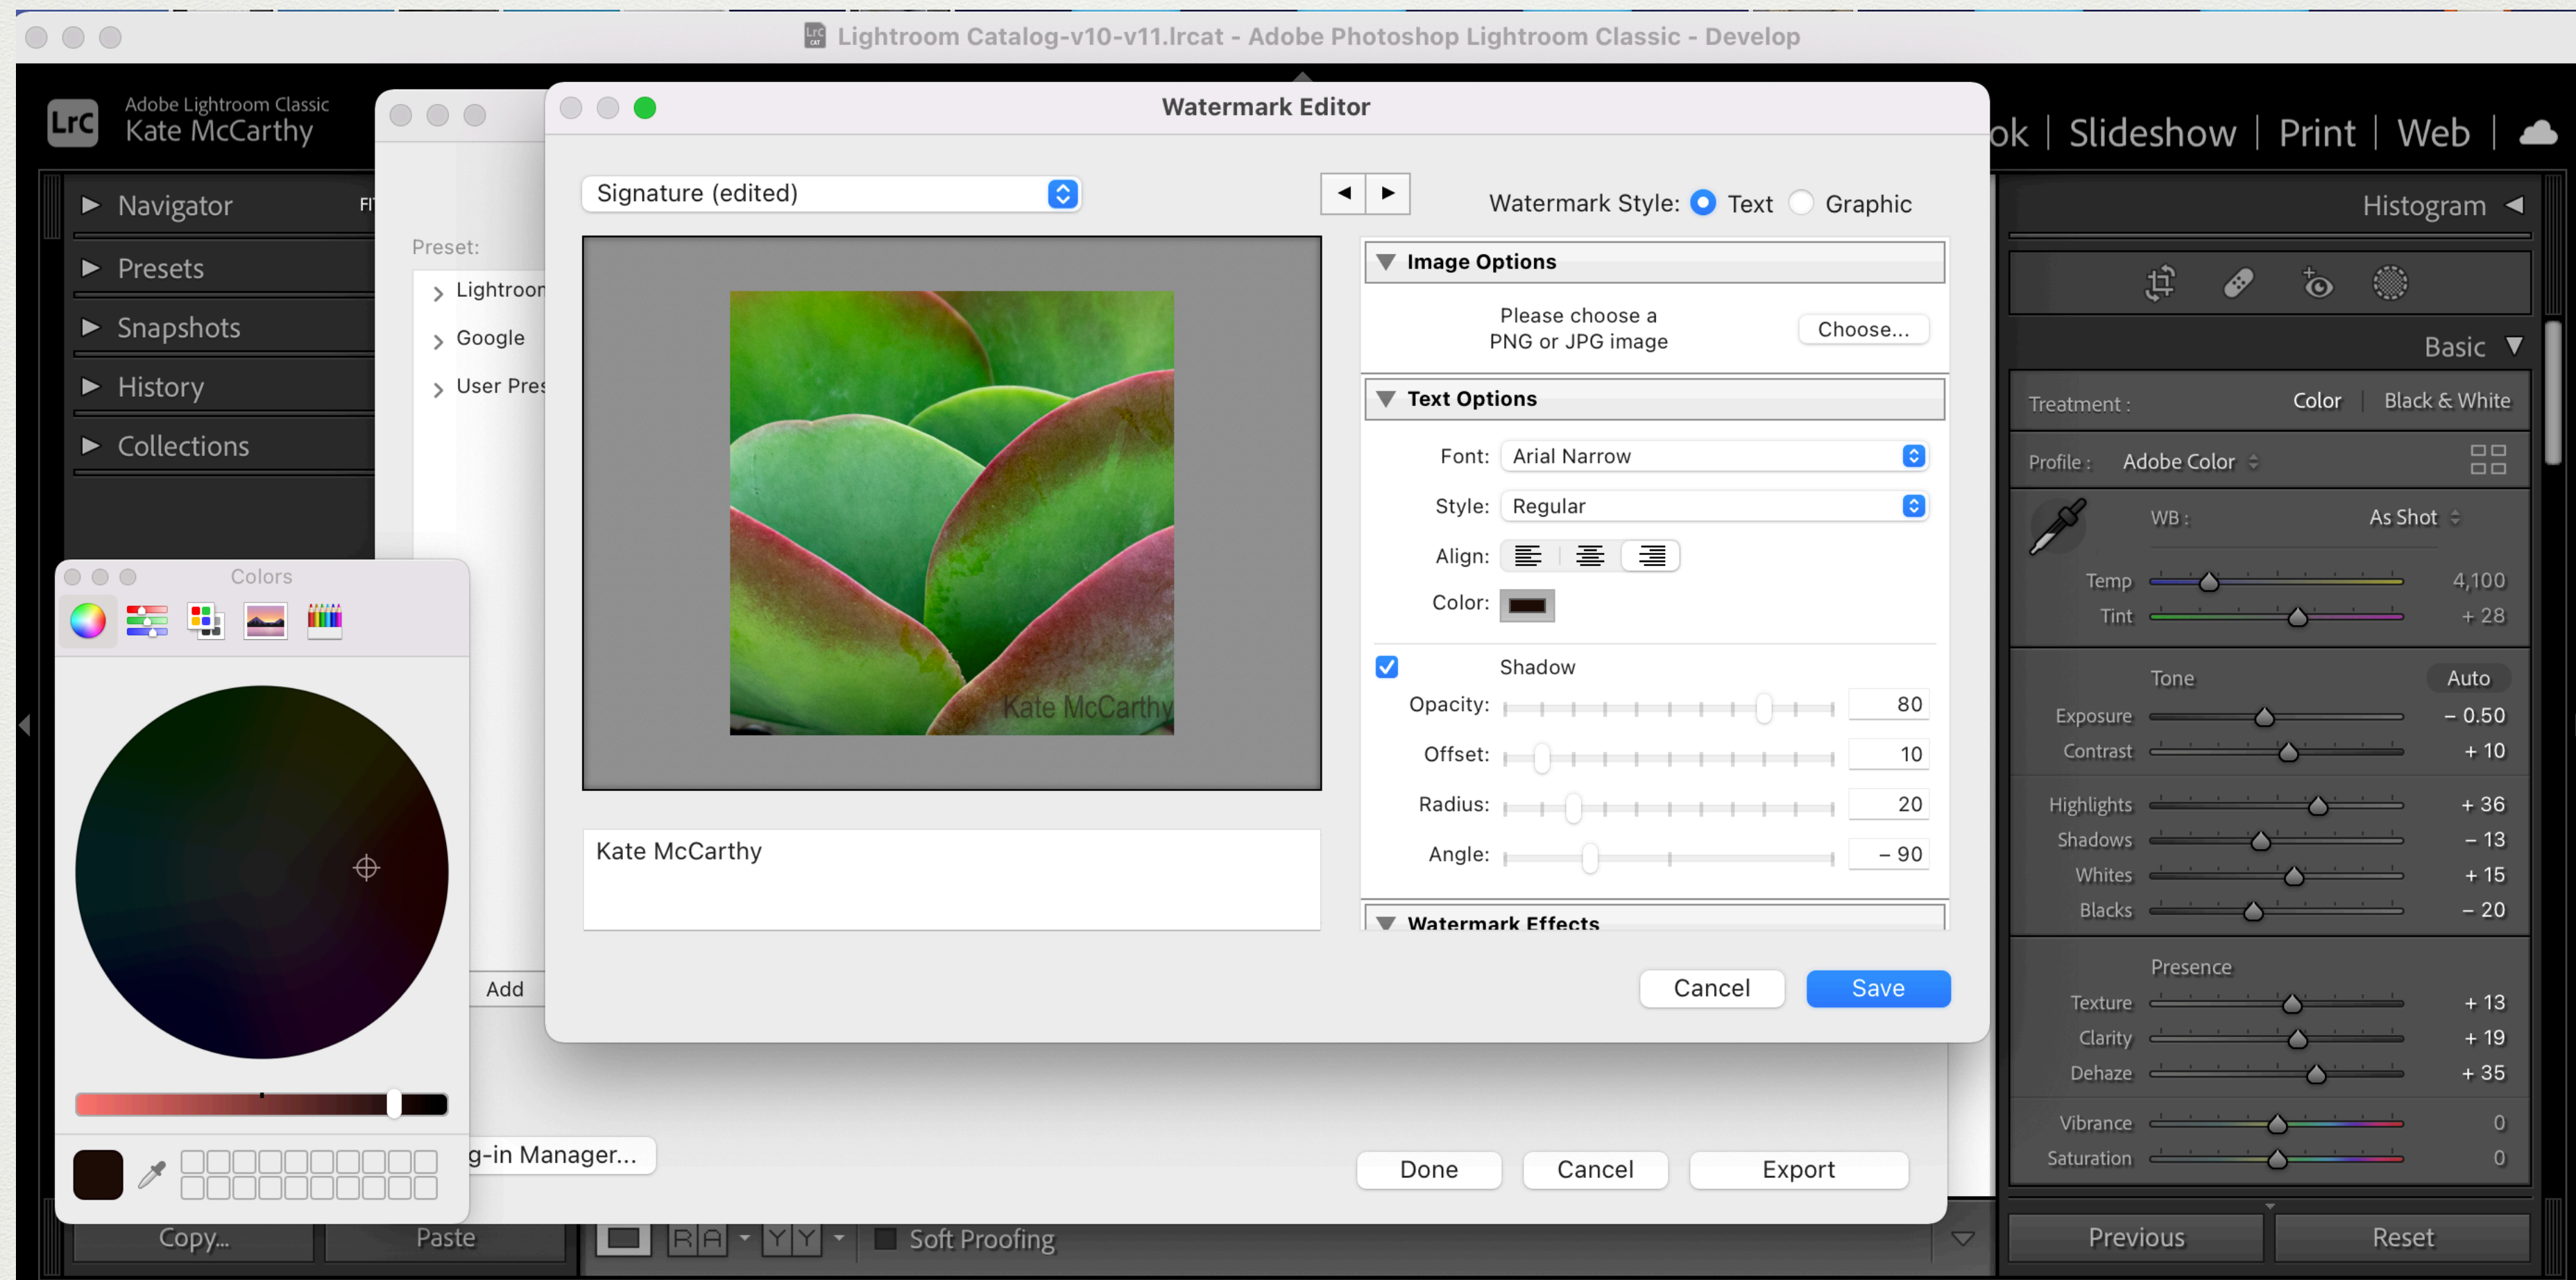 Lightroom Catalog-v10-v11.lrcat - Adobe Photoshop Lightroom Classic - Develop
LrC
Adobe Lightroom Classic
Kate McCarthy
ok | Slideshow | Print | Web |
Navigator
FI
Presets
Snapshots
History
Collections
Preset:
Lightroom
Google
User Pres
Add
g-in Manager...
Done
Cancel
Export
Colors
Watermark Editor
Signature (edited)
Watermark Style: Text Graphic
Kate McCarthy
Kate McCarthy
Image Options
Please choose a
PNG or JPG image
Choose...
Text Options
Font: Arial Narrow
Style: Regular
Align:
Color:
Shadow
Opacity: 80
Offset: 10
Radius: 20
Angle: – 90
Watermark Effects
Cancel
Save
Histogram
Basic
Treatment : Color | Black & White
Profile : Adobe Color
WB : As Shot
Temp 4,100
Tint + 28
Tone Auto
Exposure – 0.50
Contrast + 10
Highlights + 36
Shadows – 13
Whites + 15
Blacks – 20
Presence
Texture + 13
Clarity + 19
Dehaze + 35
Vibrance 0
Saturation 0
Copy...
Paste
R A
Y Y
Soft Proofing
Previous
Reset